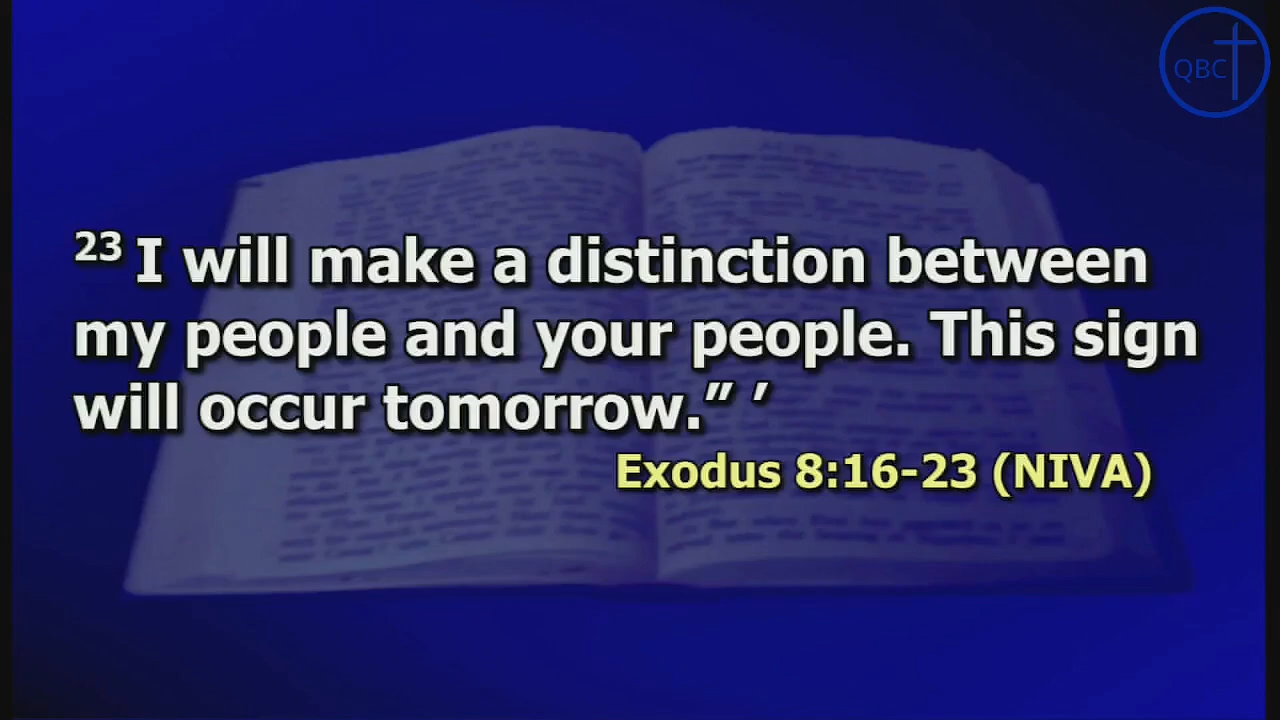 QBC
23 I will make a distinction between
my people and your people. This sign
will occur tomorrow.” ’
Exodus 8:16-23 (NIVA)